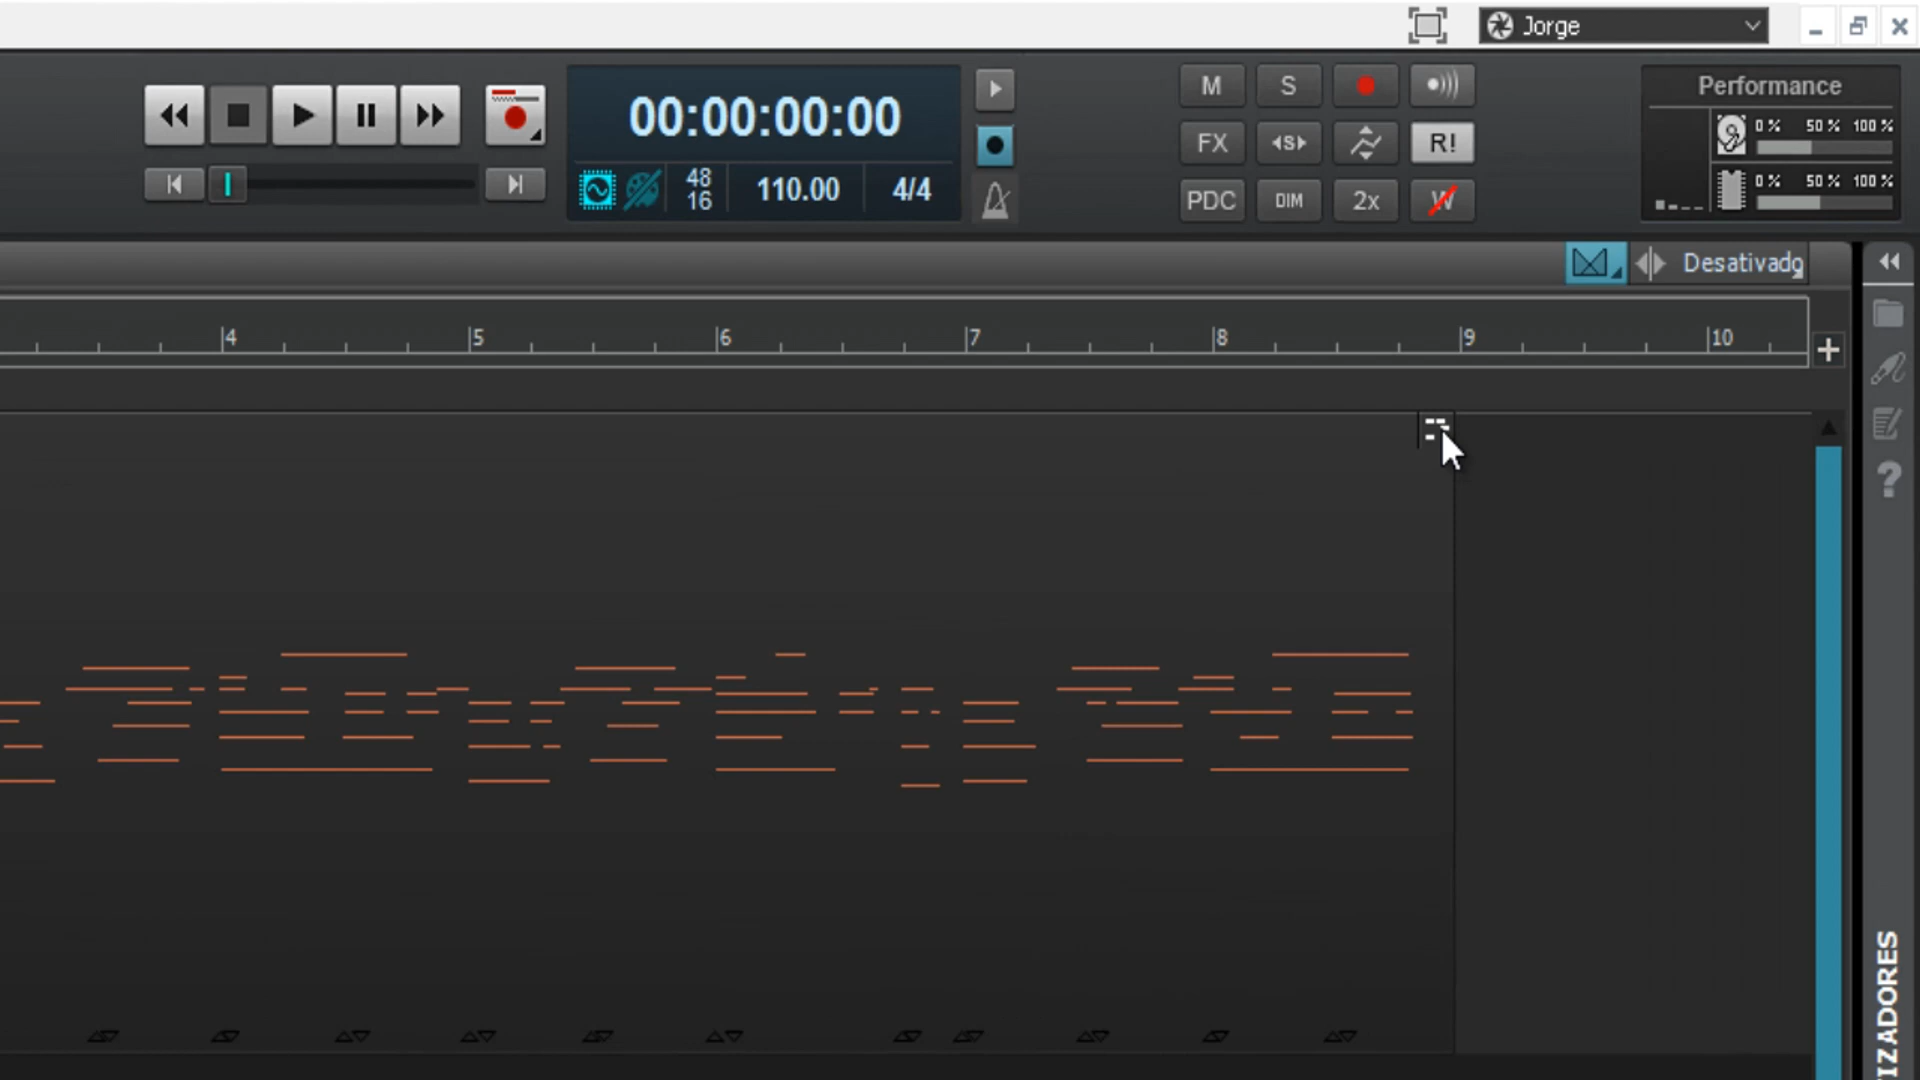 Jorge
00:00:00:00
48
16
110.00
4/4
M
S
FX
S
R!
PDC
DIM
2x
W
Performance
0 % 50 % 100 %
0 % 50 % 100 %
Desativado
4 5 6 7 8 9 10
IZADORES